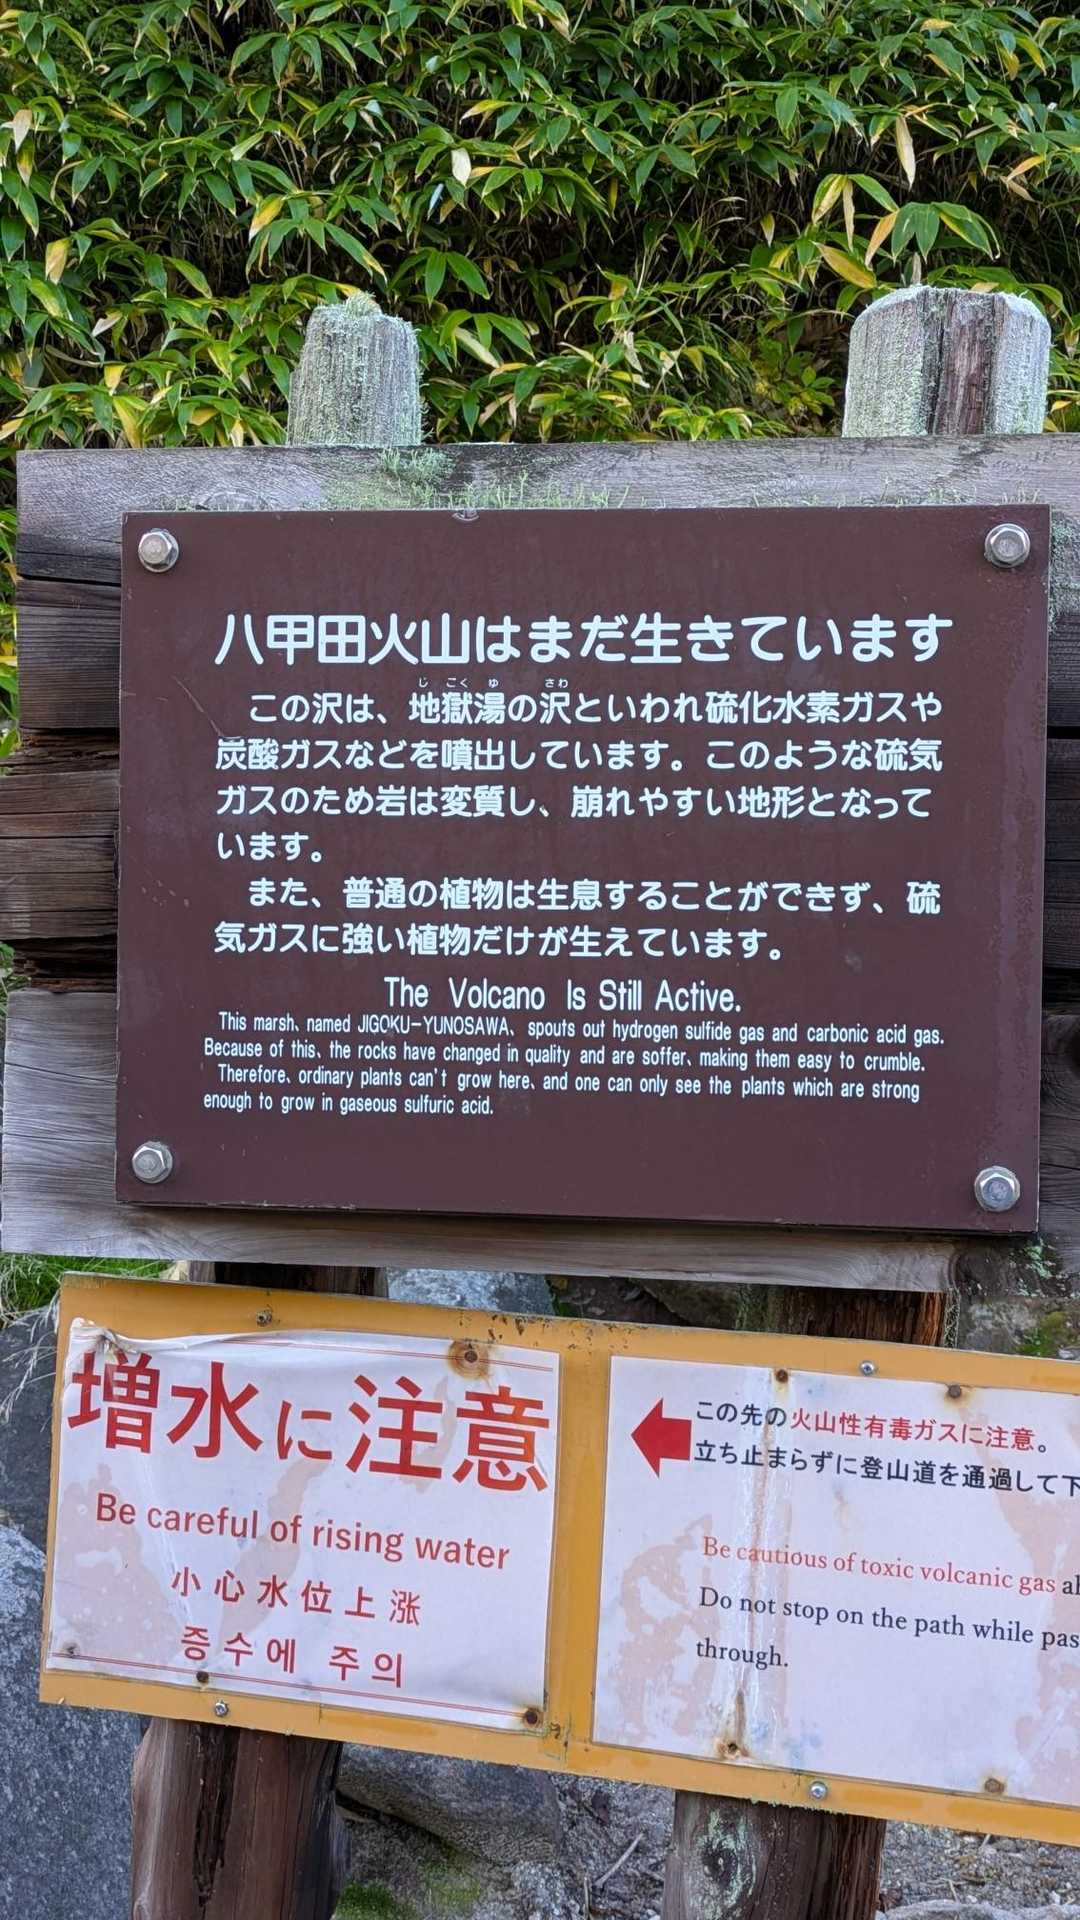 八甲田火山はまだ生きています
じ ごく ゆ さわ
この沢は、地獄湯の沢といわれ硫化水素ガスや
炭酸ガスなどを噴出しています。このような硫気
ガスのため岩は変質し、崩れやすい地形となって
います。
また、普通の植物は生息することができず、硫
気ガスに強い植物だけが生えています。
The Volcano Is Still Active.
This marsh、named JIGOKU-YUNOSAWA、spouts out hydrogen sulfide gas and carbonic acid gas.
Because of this、the rocks have changed in quality and are soffer、making them easy to crumble.
Therefore、ordinary plants can't grow here、and one can only see the plants which are strong
enough to grow in gaseous sulfuric acid.
増水に注意
Be careful of rising water
小心水位上涨
증수에 주의
この先の火山性有毒ガスに注意。
立ち止まらずに登山道を通過して下
Be cautious of toxic volcanic gas
Do not stop on the path while pas
through.